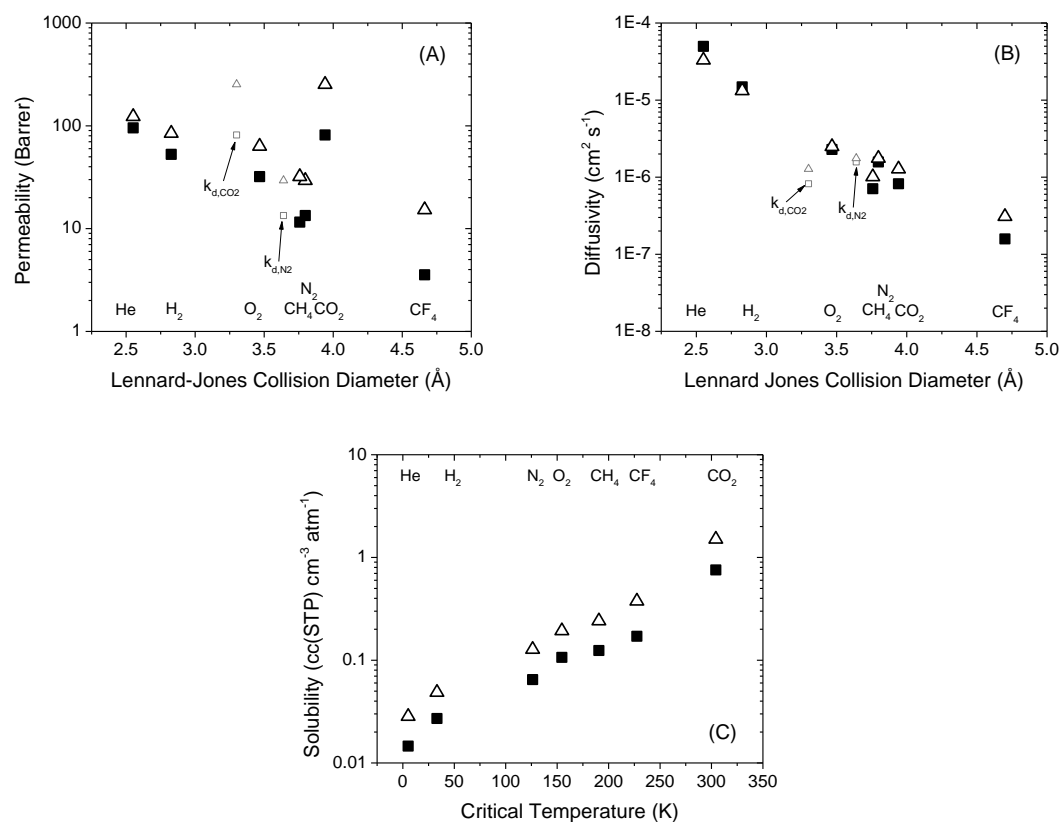 (A)
Permeability (Barrer)
1000
100
10
1
k_d,CO2
k_d,N2
N₂
He H₂ O₂ CH₄ CO₂ CF₄
2.5 3.0 3.5 4.0 4.5 5.0
Lennard-Jones Collision Diameter (Å)
(B)
Diffusivity (cm² s⁻¹)
1E-4
1E-5
1E-6
1E-7
1E-8
k_d,CO2
k_d,N2
N₂
He H₂ O₂ CH₄ CO₂ CF₄
2.5 3.0 3.5 4.0 4.5 5.0
Lennard Jones Collision Diameter (Å)
Solubility (cc(STP) cm⁻³ atm⁻¹)
10
1
0.1
0.01
He H₂ N₂ O₂ CH₄ CF₄ CO₂
(C)
0 50 100 150 200 250 300 350
Critical Temperature (K)